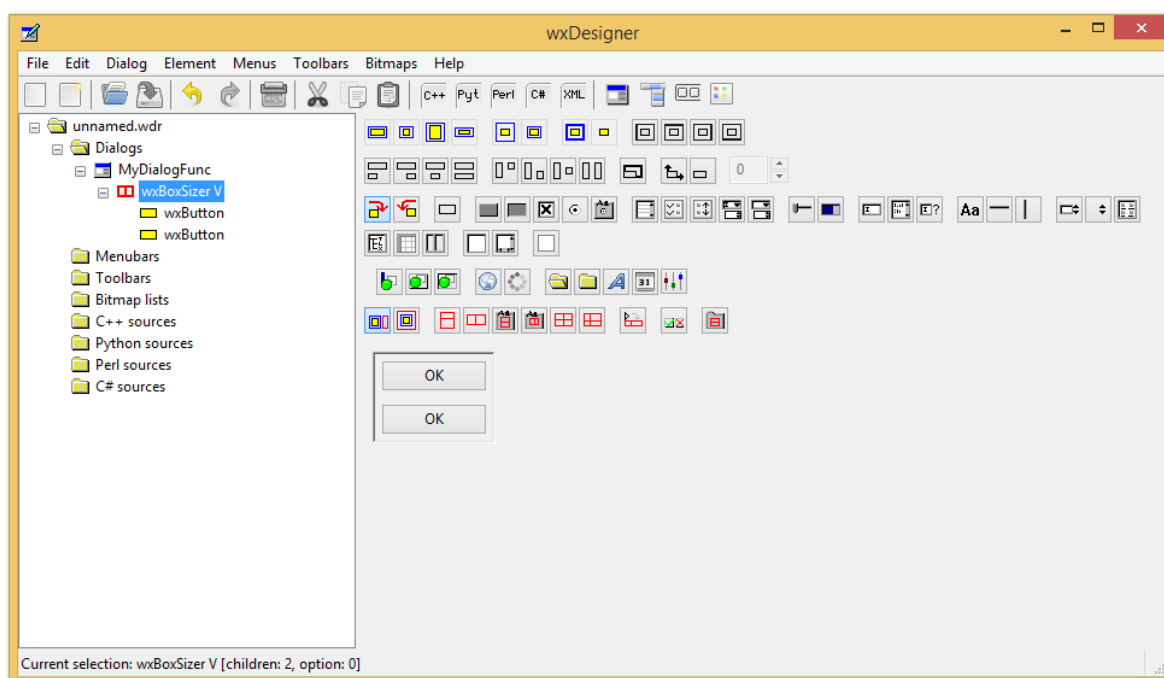 wxDesigner
File Edit Dialog Element Menus Toolbars Bitmaps Help
C++ Pyt Perl C# XML
unnamed.wdr
Dialogs
MyDialogFunc
wxBoxSizer V
wxButton
wxButton
Menubars
Toolbars
Bitmap lists
C++ sources
Python sources
Perl sources
C# sources
0
Aa
31
OK
OK
Current selection: wxBoxSizer V [children: 2, option: 0]